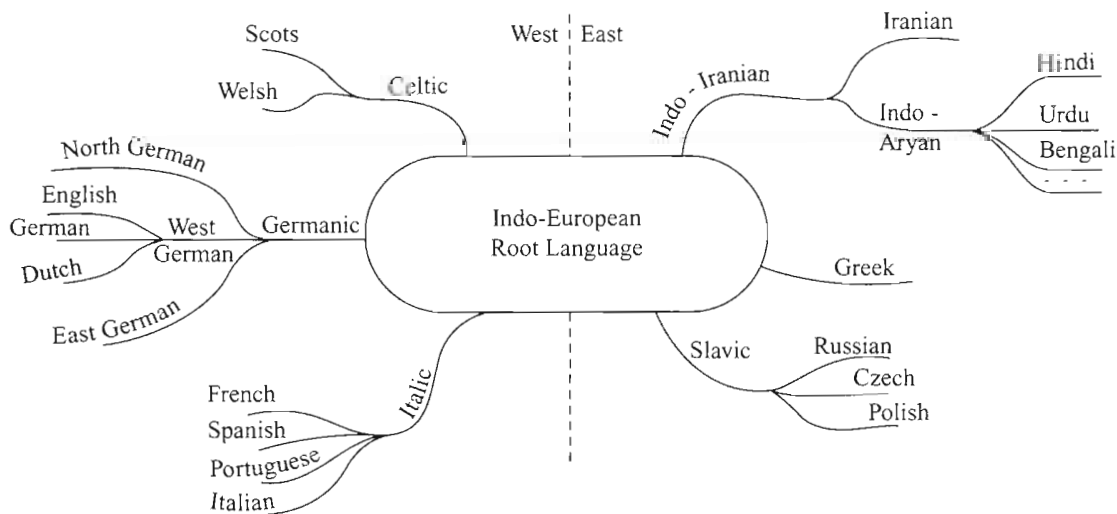 West East
Scots
Celtic
Welsh
North German
English
German
West
German
Germanic
Dutch
East German
Italic
French
Spanish
Portuguese
Italian
Indo-European
Root Language
Indo - Iranian
Iranian
Indo -
Aryan
Hindi
Urdu
Bengali
- - -
Greek
Slavic
Russian
Czech
Polish